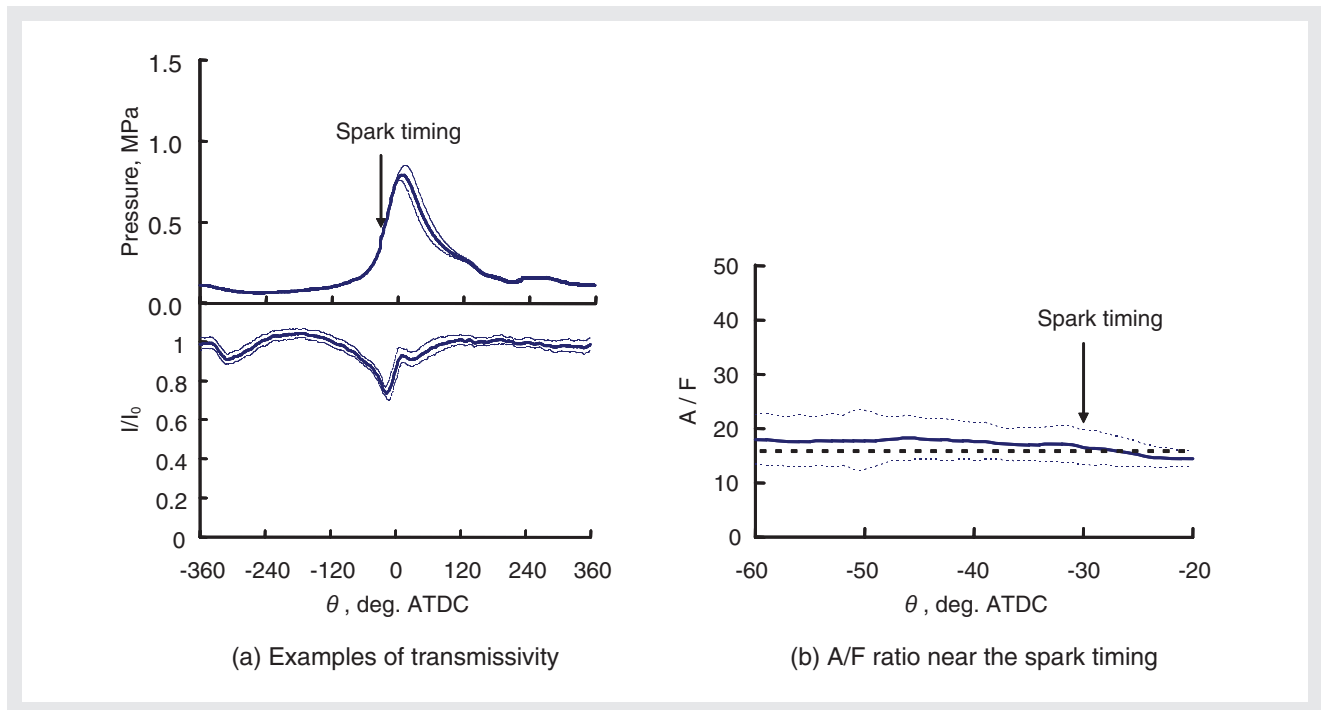 1.5
1.0
0.5
0.0
Pressure, MPa
Spark timing
1
0.8
0.6
0.4
0.2
0
I/I₀
-360 -240 -120 0 120 240 360
θ , deg. ATDC
(a) Examples of transmissivity
50
40
30
20
10
0
A / F
Spark timing
-60 -50 -40 -30 -20
θ , deg. ATDC
(b) A/F ratio near the spark timing